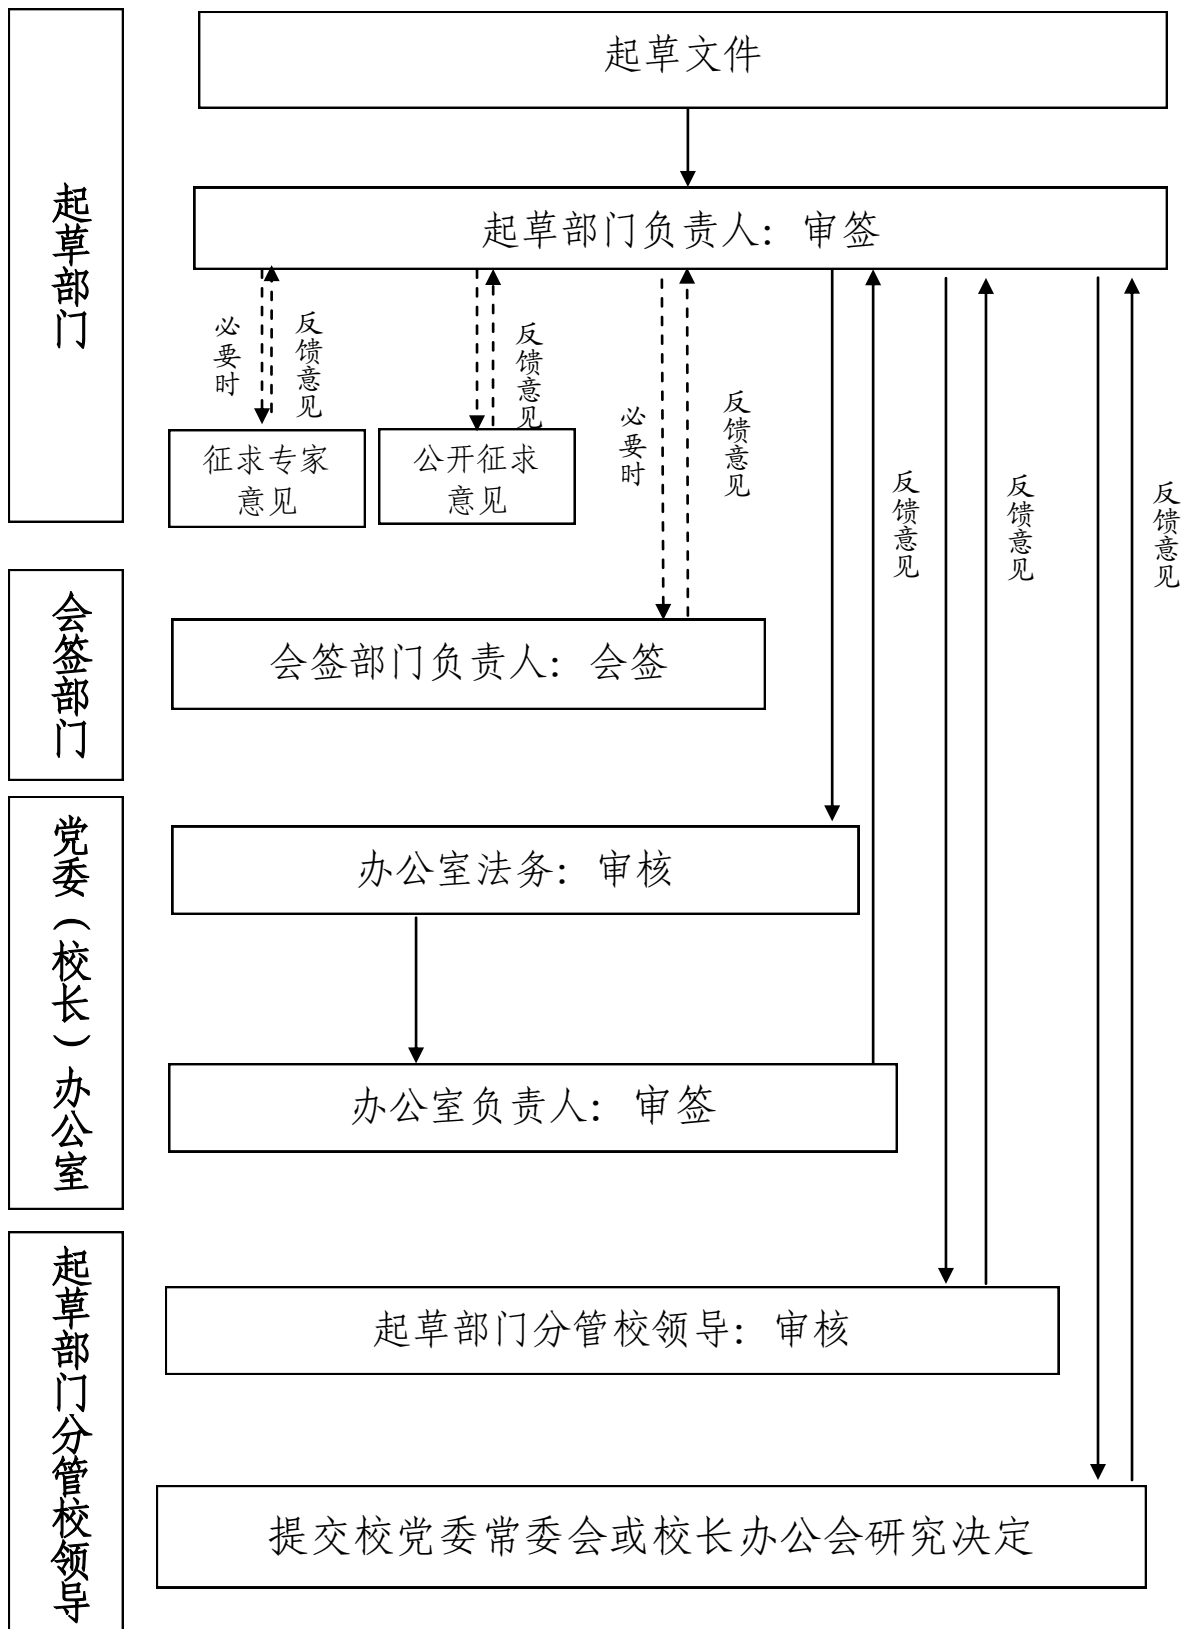 起草部门
起草文件
起草部门负责人：审签
必要时
反馈意见
反馈意见
必要时
反馈意见
反馈意见
反馈意见
反馈意见
征求专家
意见
公开征求
意见
会签部门
会签部门负责人：会签
党委（校长）办公室
办公室法务：审核
办公室负责人：审签
起草部门分管校领导
起草部门分管校领导：审核
提交校党委常委会或校长办公会研究决定